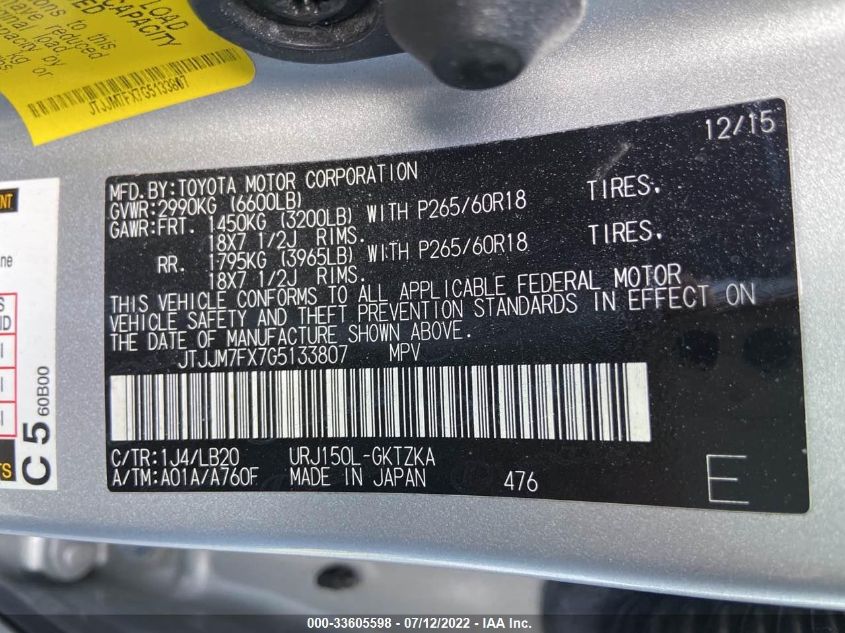 LOAD
CAPACITY
JTJJM7FX7G5133807
12/15
MFD.BY:TOYOTA MOTOR CORPORATION
GVWR:2990KG (6600LB)
GAWR:FRT. 1450KG (3200LB) WITH P265/60R18 TIRES.
18X7 1/2J RIMS.
RR. 1795KG (3965LB) WITH P265/60R18 TIRES.
18X7 1/2J RIMS.
THIS VEHICLE CONFORMS TO ALL APPLICABLE FEDERAL MOTOR
VEHICLE SAFETY AND THEFT PREVENTION STANDARDS IN EFFECT ON
THE DATE OF MANUFACTURE SHOWN ABOVE.
JTJJM7FX7G5133807 MPV
C/TR:1J4/LB20 URJ150L-GKTZKA
A/TM:A01A/A760F MADE IN JAPAN 476
E
C 5 60B00
000-33605598 - 07/12/2022 - IAA Inc.